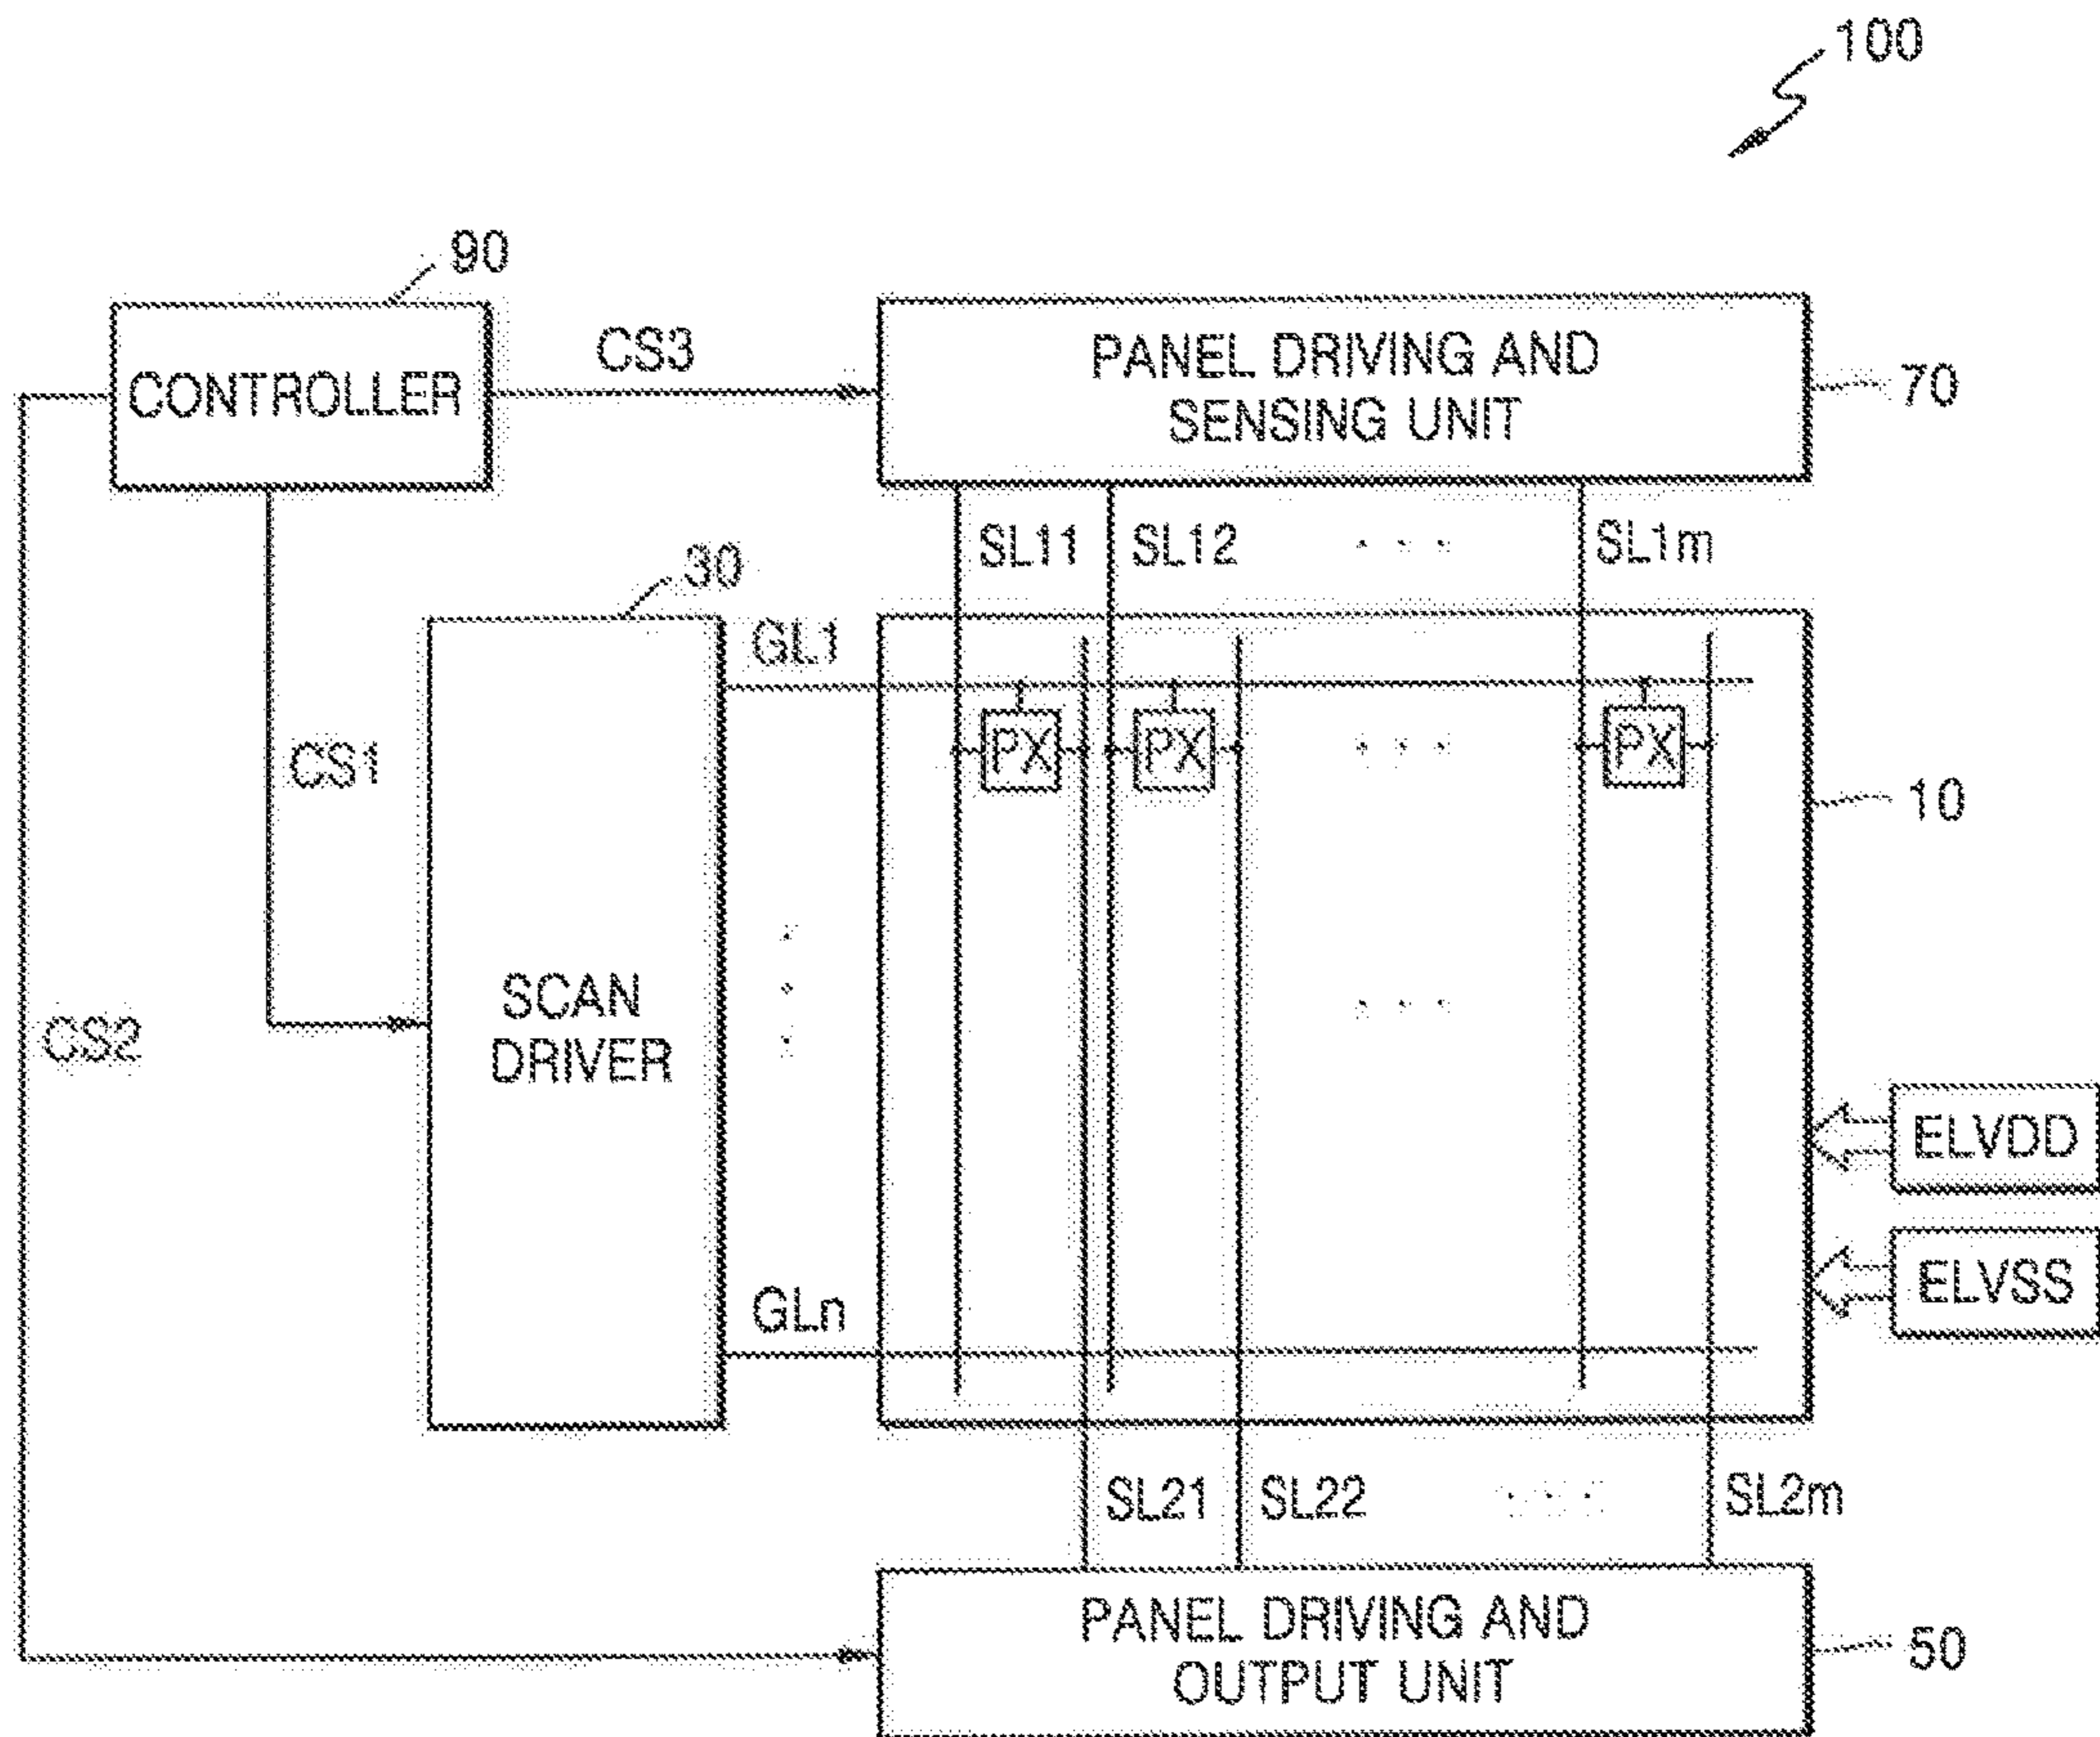 100
90
CONTROLLER
CS3
PANEL DRIVING AND
SENSING UNIT
70
SL11
SL12
. . .
SL1m
30
GL1
PX
PX
. . .
PX
CS1
10
SCAN
DRIVER
. . .
CS2
ELVDD
ELVSS
GLn
SL21
SL22
. . .
SL2m
PANEL DRIVING AND
OUTPUT UNIT
50